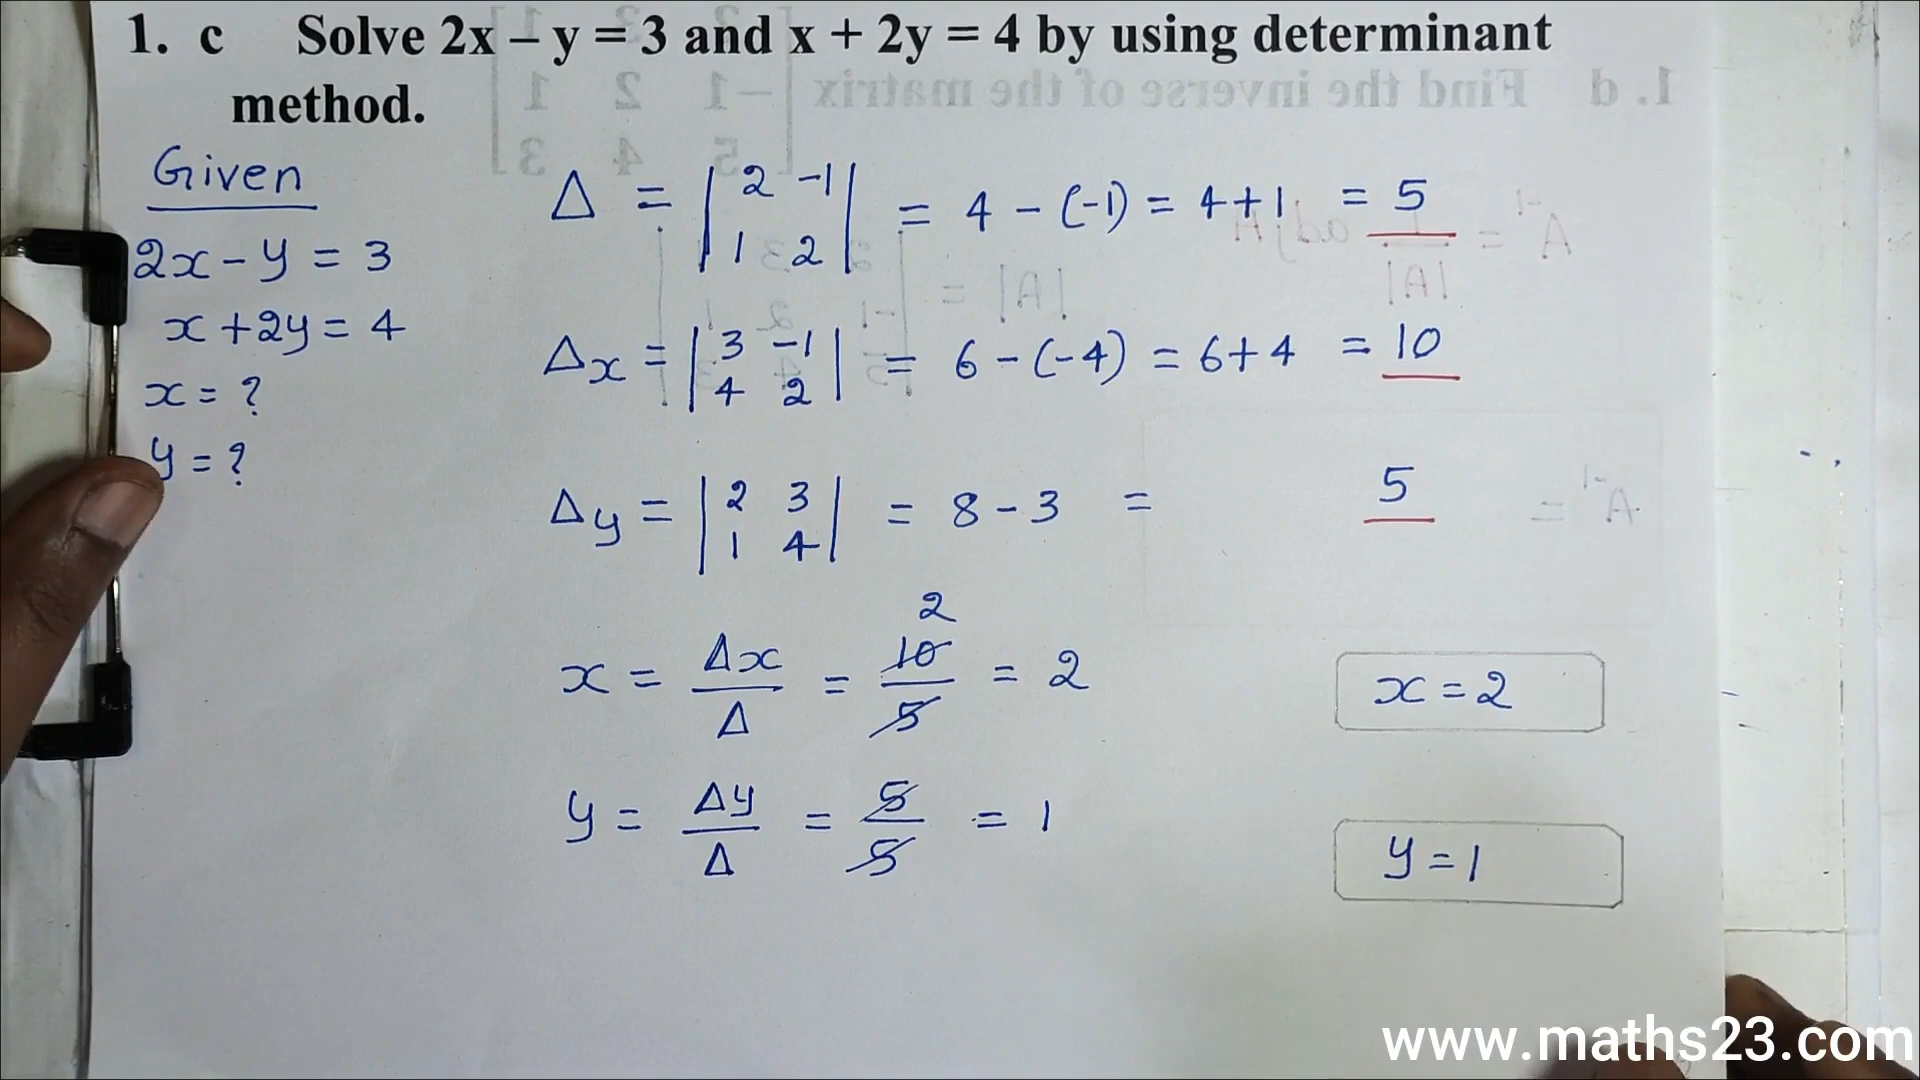 1. c Solve 2x – y = 3 and x + 2y = 4 by using determinant
method.
Given
2x - y = 3
x + 2y = 4
x = ?
y = ?
Δ = | 2 -1 | = 4 - (-1) = 4 + 1 = 5
| 1 2 |
Δx = | 3 -1 | = 6 - (-4) = 6 + 4 = 10
| 4 2 |
Δy = | 2 3 | = 8 - 3 = 5
| 1 4 |
x = Δx/Δ = 10/5 2 = 2
x = 2
y = Δy/Δ = 5/5 = 1
y = 1
www.maths23.com